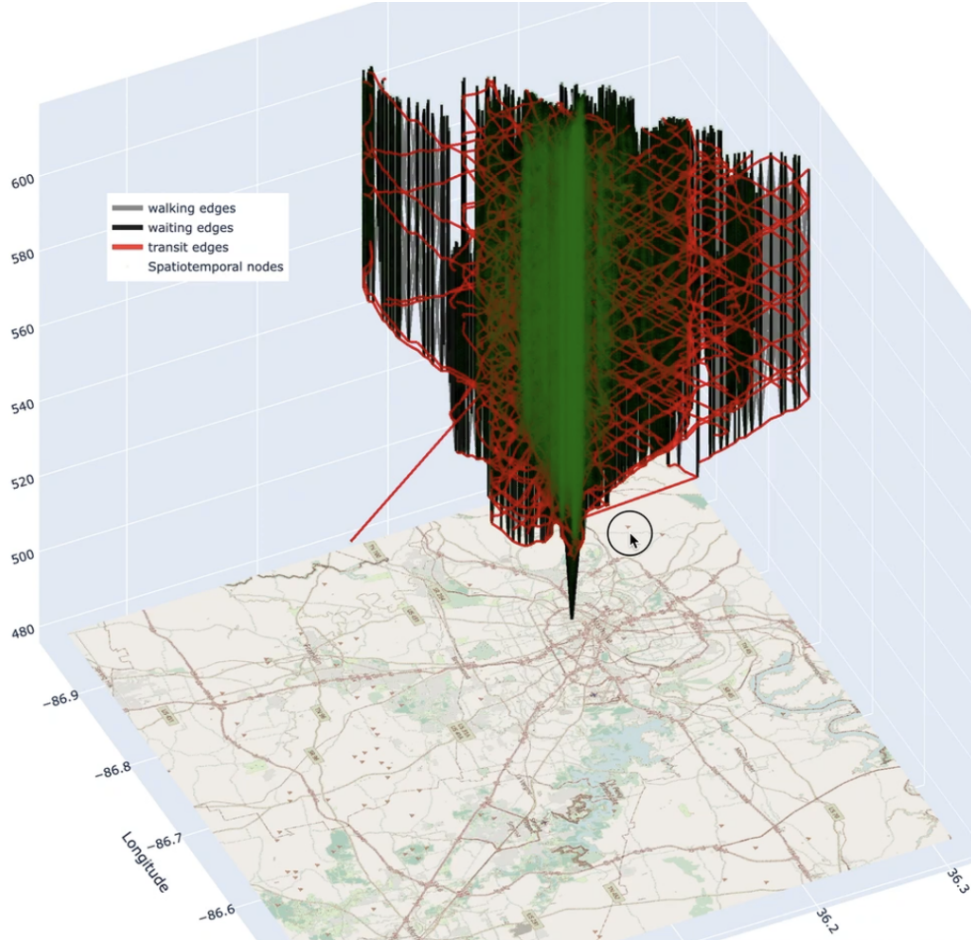 600
580
560
540
520
500
480
walking edges
waiting edges
transit edges
Spatiotemporal nodes
−86.9
−86.8
−86.7
−86.6
Longitude
36.2
36.3